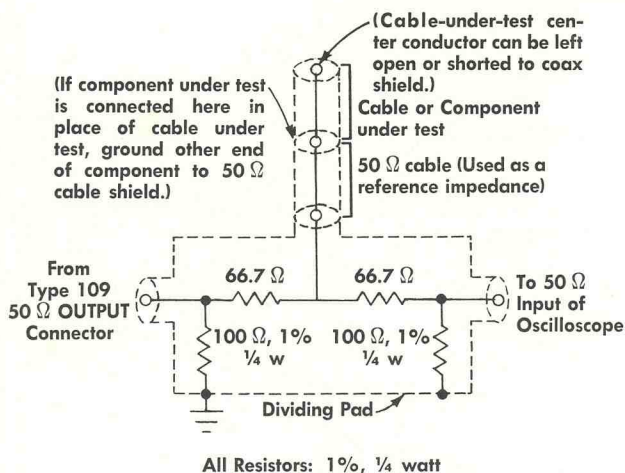 (Cable-under-test cen-
ter conductor can be left
open or shorted to coax
shield.)
Cable or Component
under test
(If component under test
is connected here in
place of cable under
test, ground other end
of component to 50 Ω
cable shield.)
50 Ω cable (Used as a
reference impedance)
From
Type 109
50 Ω OUTPUT
Connector
66.7 Ω
66.7 Ω
To 50 Ω
Input of
Oscilloscope
100 Ω, 1%
¼ w
100 Ω, 1%
¼ w
Dividing Pad
All Resistors: 1%, ¼ watt